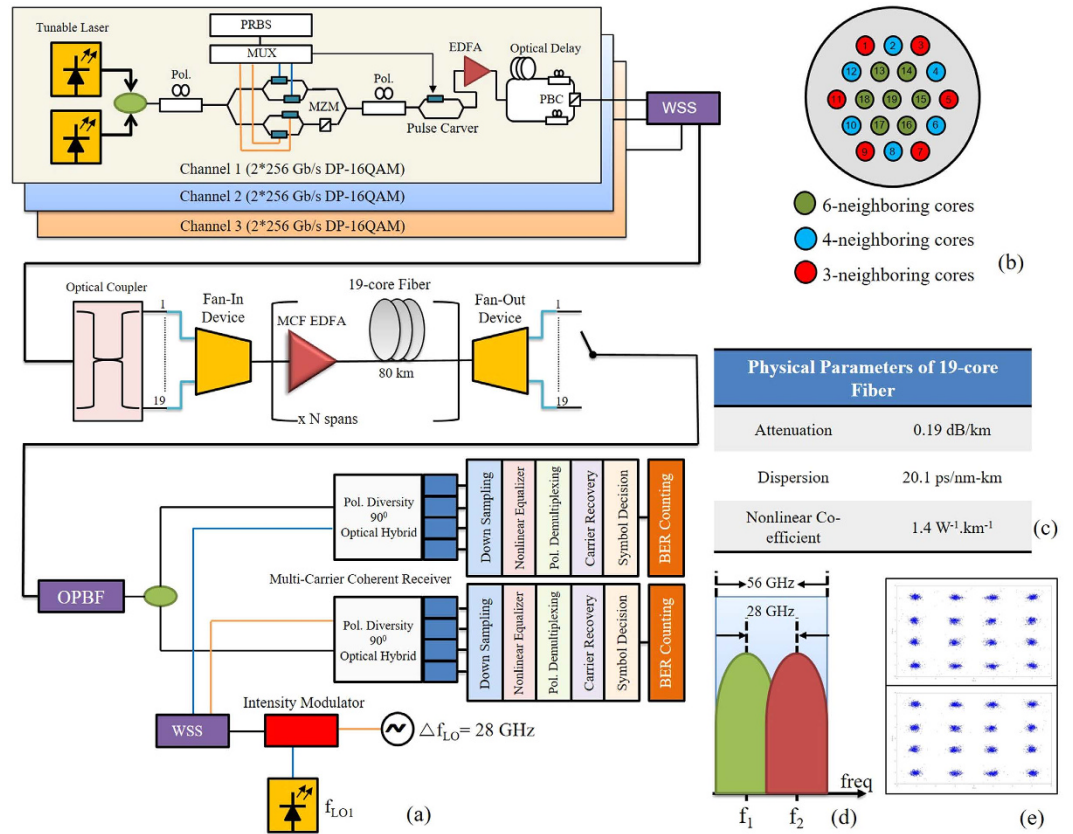 Tunable Laser
PRBS
MUX
Pol.
MZM
Pol.
Pulse Carver
EDFA
Optical Delay
PBC
WSS
Channel 1 (2*256 Gb/s DP-16QAM)
Channel 2 (2*256 Gb/s DP-16QAM)
Channel 3 (2*256 Gb/s DP-16QAM)
1 2 3
12 13 14 4
11 18 19 15 5
10 17 16 6
9 8 7
6-neighboring cores
4-neighboring cores
3-neighboring cores
(b)
Optical Coupler
1
19
Fan-In
Device
MCF EDFA
19-core Fiber
80 km
x N spans
Fan-Out
Device
1
19
Physical Parameters of 19-core
Fiber
Attenuation 0.19 dB/km
Dispersion 20.1 ps/nm-km
Nonlinear Co-
efficient
1.4 W⁻¹.km⁻¹
(c)
OPBF
Pol. Diversity
90⁰
Optical Hybrid
Down Sampling
Nonlinear Equalizer
Pol. Demultiplexing
Carrier Recovery
Symbol Decision
BER Counting
Multi-Carrier Coherent Receiver
Pol. Diversity
90⁰
Optical Hybrid
Down Sampling
Nonlinear Equalizer
Pol. Demultiplexing
Carrier Recovery
Symbol Decision
BER Counting
WSS
Intensity Modulator
△f_LO= 28 GHz
f_LO1
(a)
56 GHz
28 GHz
freq
f₁
f₂
(d)
(e)